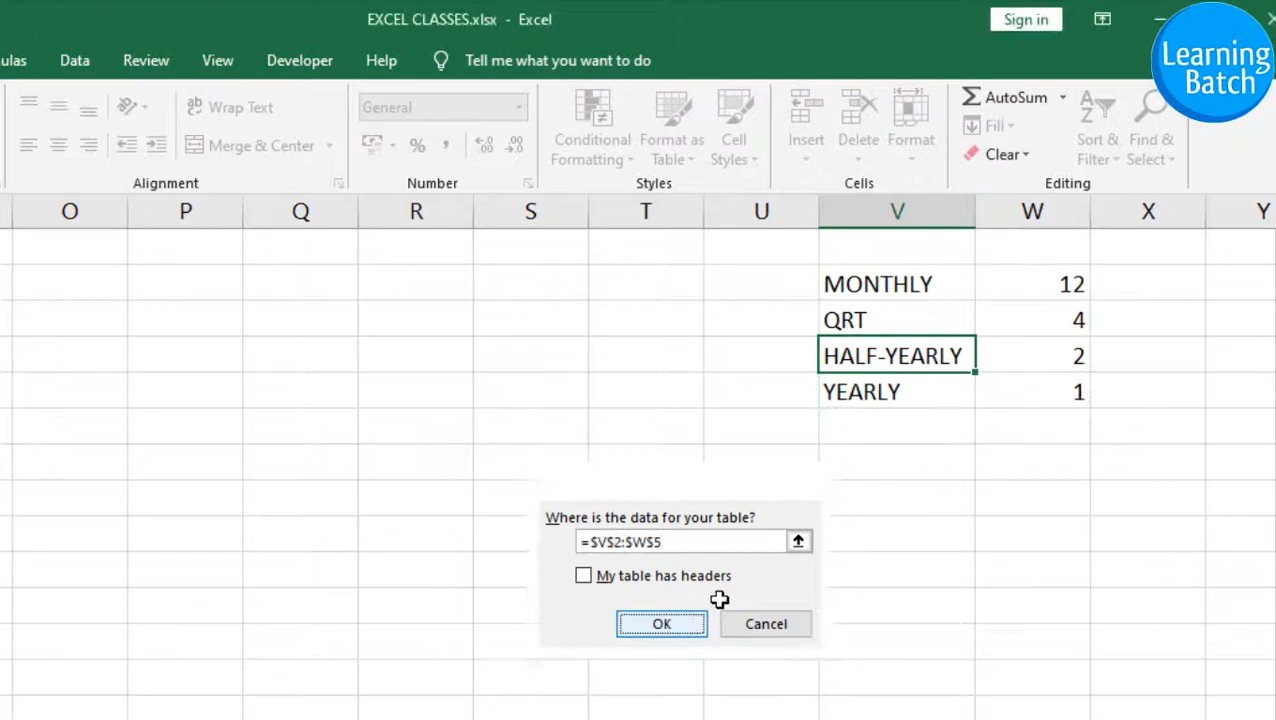 EXCEL CLASSES.xlsx - Excel
Sign in
Learning
Batch
ulas Data Review View Developer Help Tell me what you want to do
Wrap Text
Merge & Center
Alignment
General
%
,
Number
Conditional
Formatting
Format as
Table
Cell
Styles
Styles
Insert
Delete
Format
Cells
AutoSum
Fill
Clear
Sort &
Filter
Find &
Select
Editing
O P Q R S T U V W X Y
MONTHLY 12
QRT 4
HALF-YEARLY 2
YEARLY 1
Where is the data for your table?
=$V$2:$W$5
My table has headers
OK Cancel